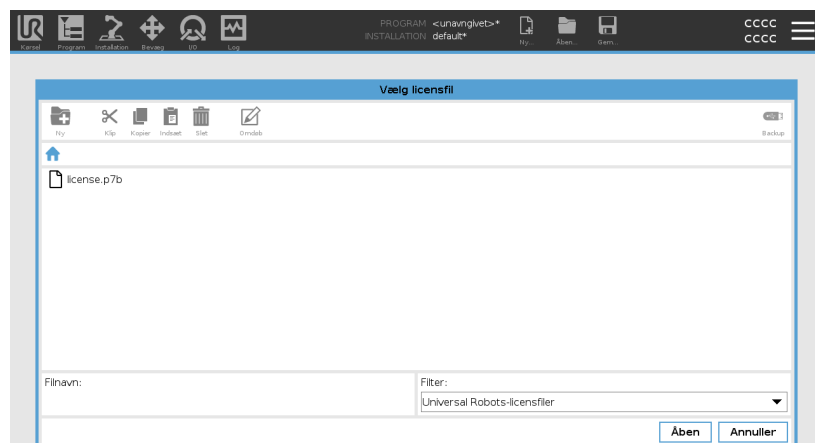 PROGRAM <unavngivet>*
INSTALLATION default*
Kørsel Program Installation Bevæg I/O Log
Ny... Åben... Gem...
CCCC
CCCC
Vælg licensfil
Ny Klip Kopier Indsæt Slet Omdøb Backup
license.p7b
Filnavn:
Filter:
Universal Robots-licensfiler
Åben Annuller